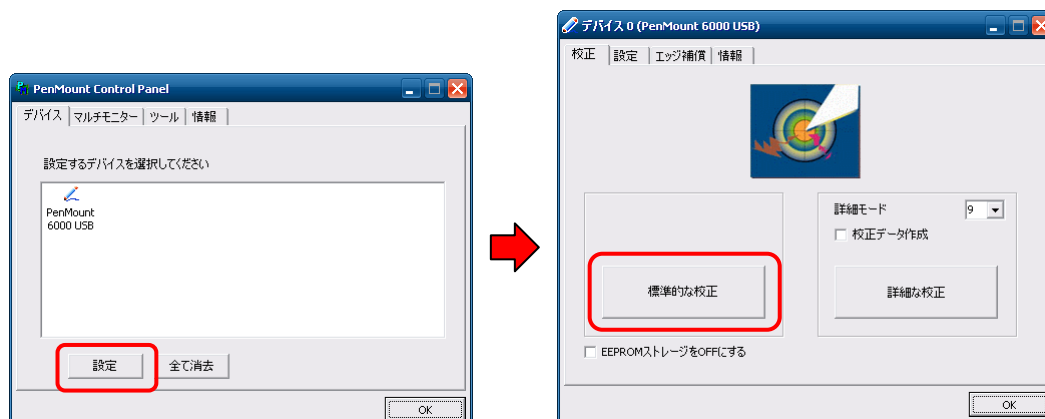 PenMount Control Panel
デバイス マルチモニター ツール 情報
設定するデバイスを選択してください
PenMount
6000 USB
設定 全て消去
OK
デバイス 0 (PenMount 6000 USB)
校正 設定 エッジ補償 情報
詳細モード 9
校正データ作成
標準的な校正 詳細な校正
EEPROMストレージをOFFにする
OK